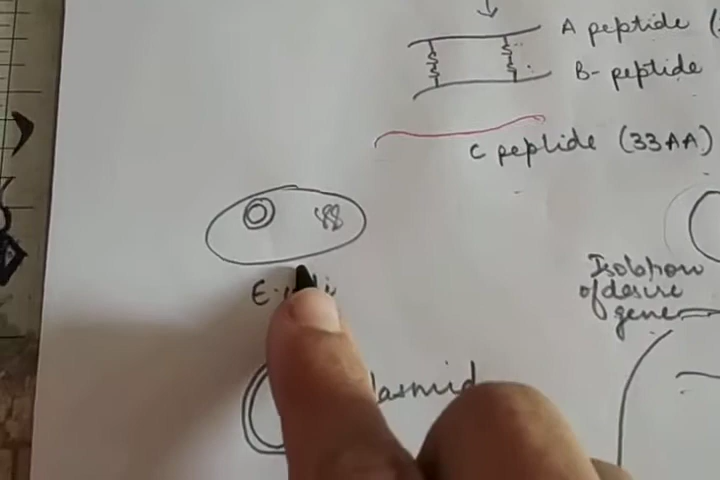 A peptide (
B- peptide
C peptide (33AA)
Isolation
of desire
gene